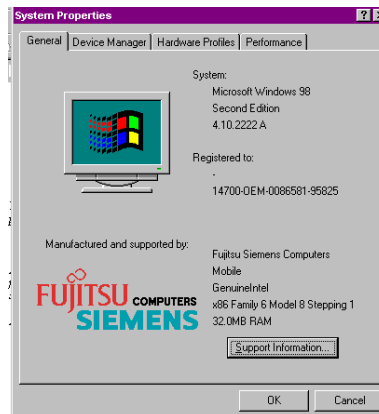 System Properties
General
Device Manager
Hardware Profiles
Performance
System:
Microsoft Windows 98
Second Edition
4.10.2222 A
Registered to:
.
14700-OEM-0086581-95825
Manufactured and supported by:
Fujitsu Siemens Computers
Mobile
GenuineIntel
x86 Family 6 Model 8 Stepping 1
32.0MB RAM
FUJITSU COMPUTERS
SIEMENS
Support Information...
OK
Cancel